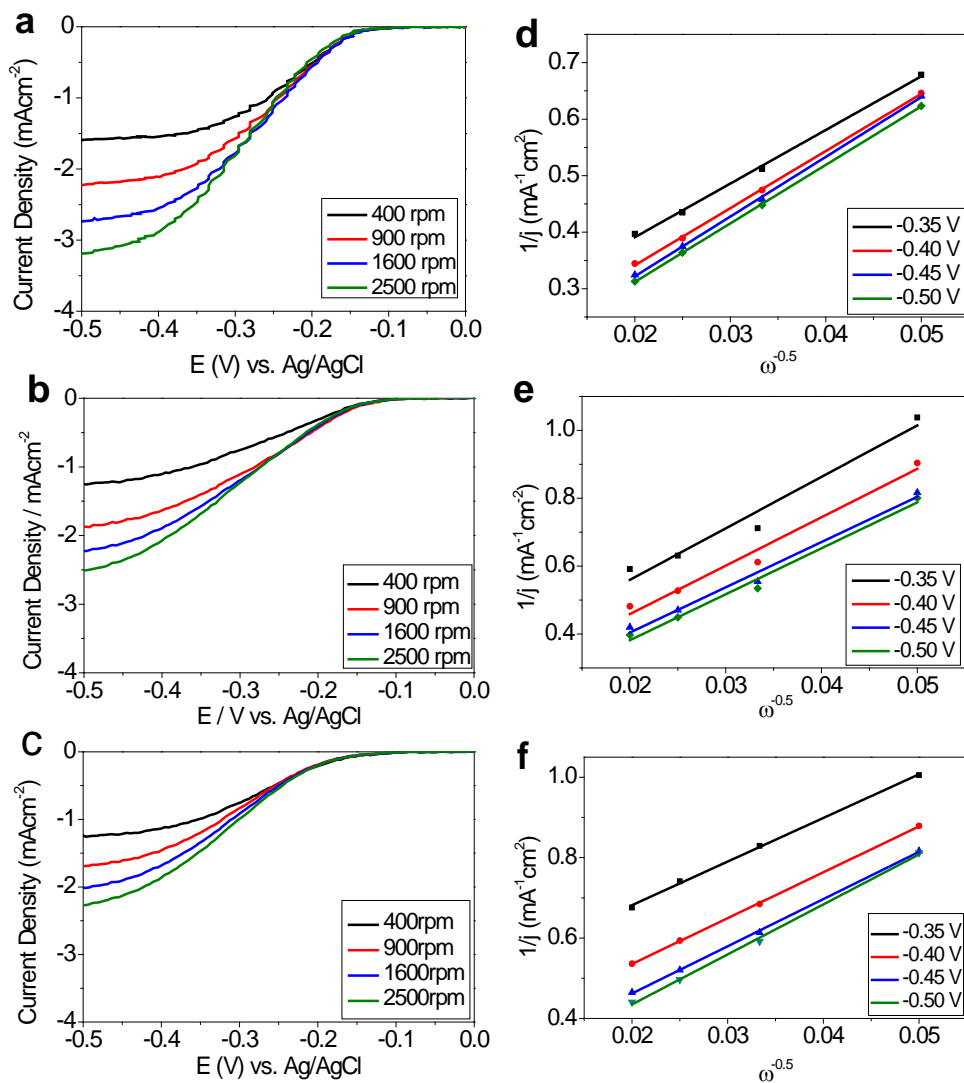 a
0
-1
-2
-3
-4
Current Density (mAcm⁻²)
400 rpm
900 rpm
1600 rpm
2500 rpm
-0.5 -0.4 -0.3 -0.2 -0.1 0.0
E (V) vs. Ag/AgCl
d
0.7
0.6
0.5
0.4
0.3
1/j (mA⁻¹cm²)
-0.35 V
-0.40 V
-0.45 V
-0.50 V
0.02 0.03 0.04 0.05
ω⁻⁰·⁵
b
0
-1
-2
-3
-4
Current Density / mAcm⁻²
400 rpm
900 rpm
1600 rpm
2500 rpm
-0.5 -0.4 -0.3 -0.2 -0.1 0.0
E / V vs. Ag/AgCl
e
1.0
0.8
0.6
0.4
1/j (mA⁻¹cm⁻²)
-0.35 V
-0.40 V
-0.45 V
-0.50 V
0.02 0.03 0.04 0.05
ω⁻⁰·⁵
c
0
-1
-2
-3
-4
Current Density (mAcm⁻²)
400rpm
900rpm
1600rpm
2500rpm
-0.5 -0.4 -0.3 -0.2 -0.1 0.0
E (V) vs. Ag/AgCl
f
1.0
0.8
0.6
0.4
1/j (mA⁻¹cm²)
-0.35 V
-0.40 V
-0.45 V
-0.50 V
0.02 0.03 0.04 0.05
ω⁻⁰·⁵